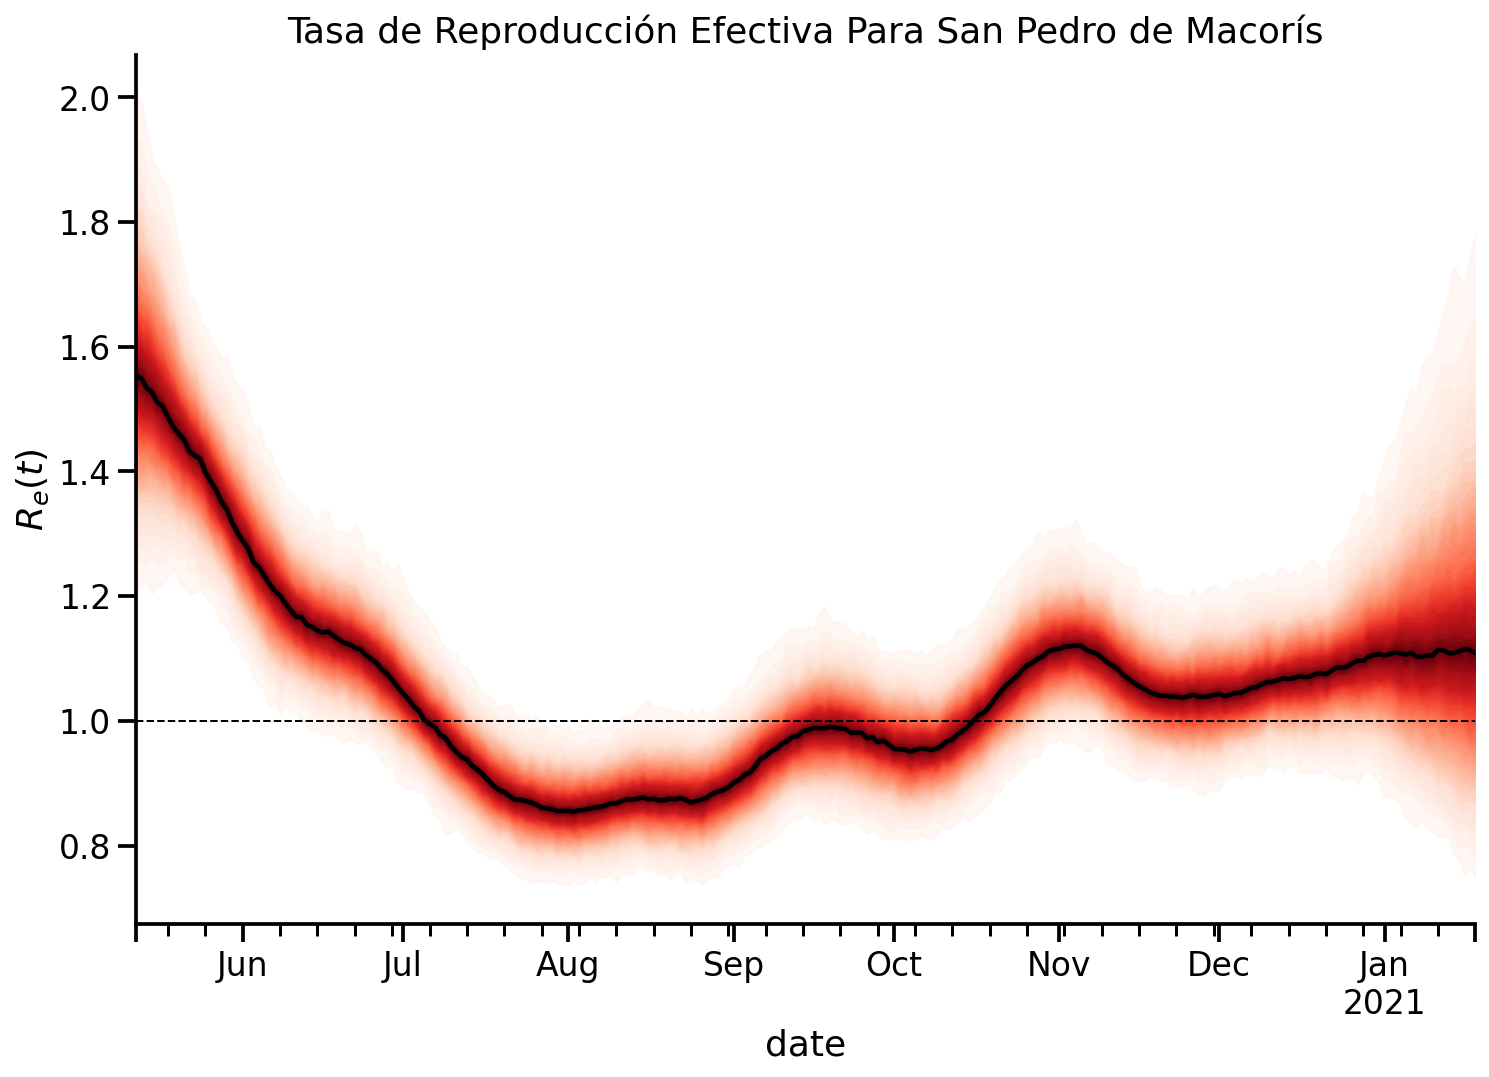 Tasa de Reproducción Efectiva Para San Pedro de Macorís
2.0
1.8
1.6
1.4
1.2
1.0
0.8
Re(t)
Jun Jul Aug Sep Oct Nov Dec Jan
2021
date